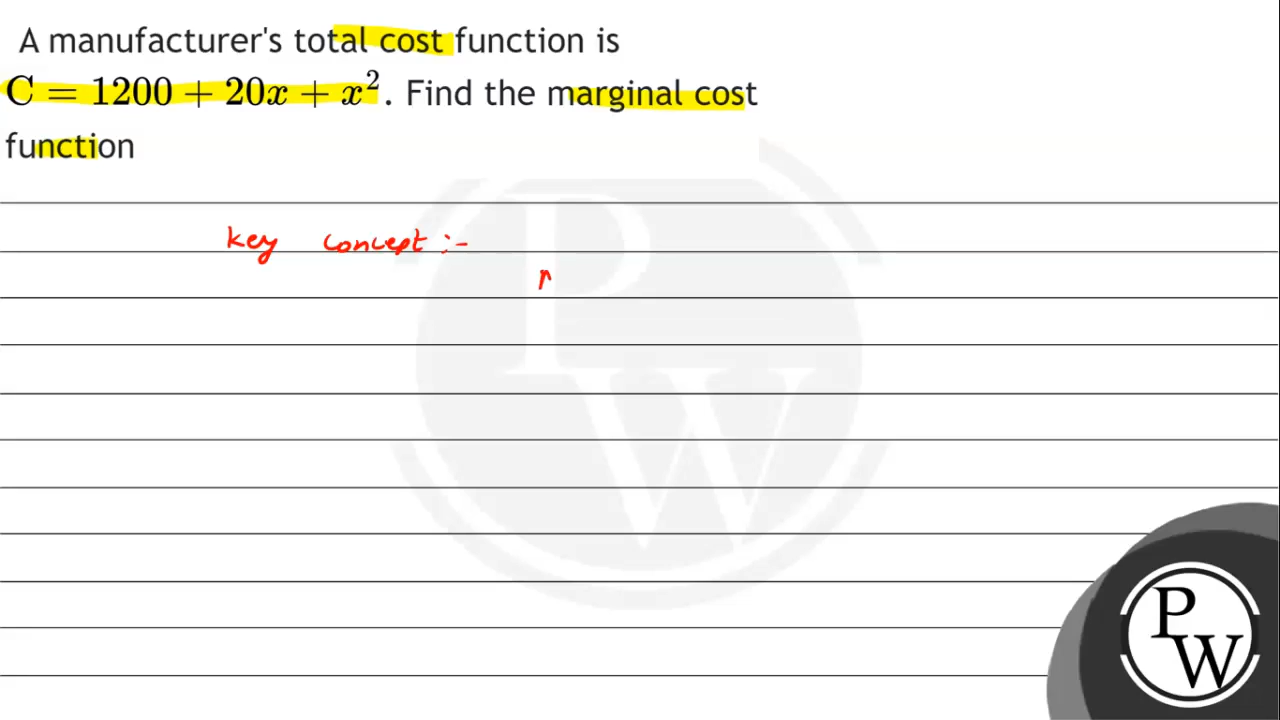 A manufacturer's total cost function is
C = 1200 + 20x + x². Find the marginal cost
function
key concept :-
P
W
P
W